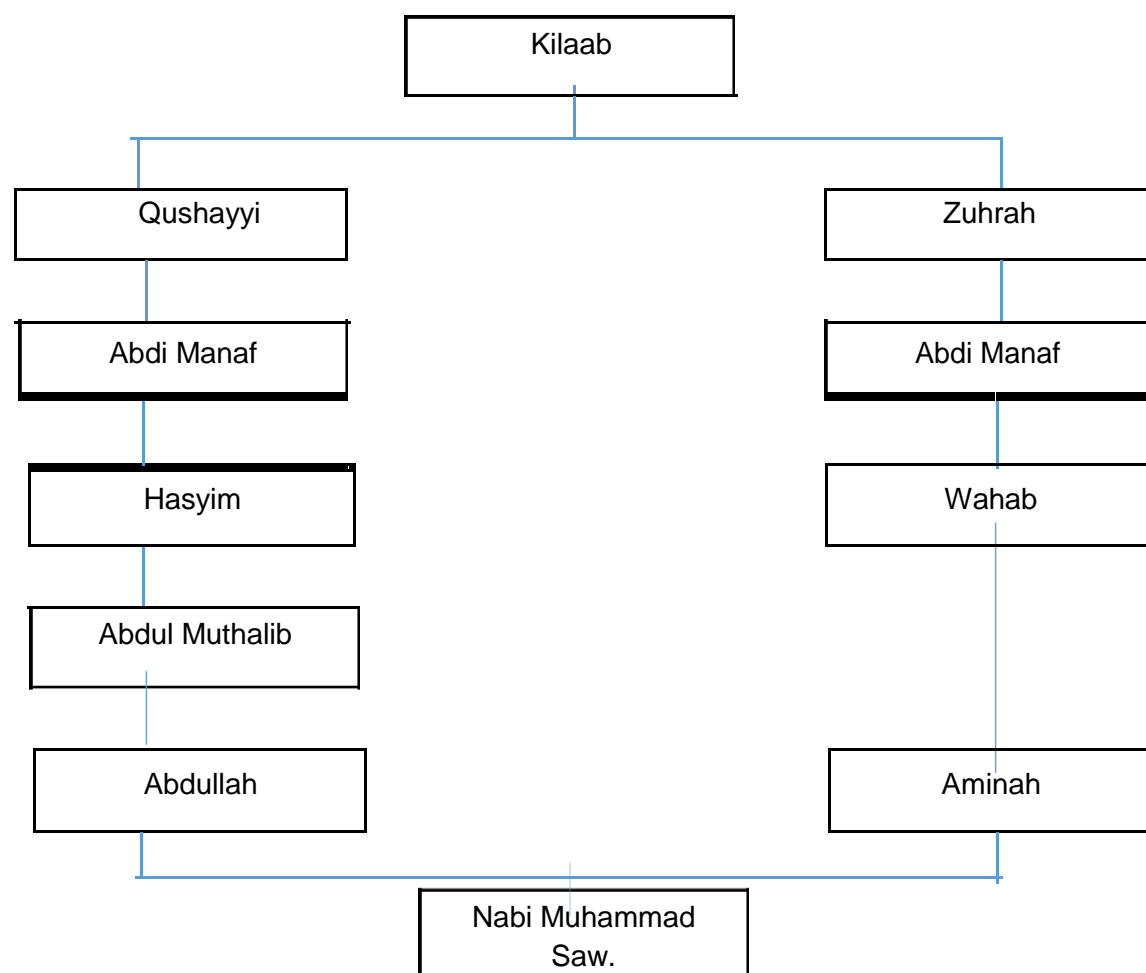 Kilaab
Qushayyi
Zuhrah
Abdi Manaf
Abdi Manaf
Hasyim
Wahab
Abdul Muthalib
Abdullah
Aminah
Nabi Muhammad
Saw.